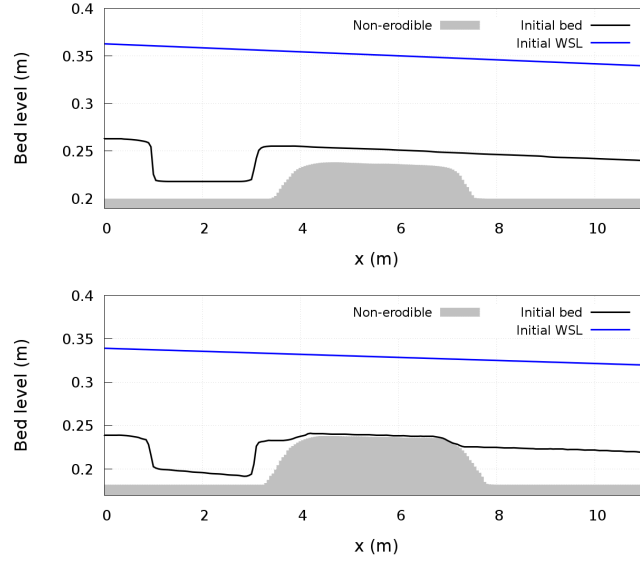 0.4
Non-erodible Initial bed
Initial WSL
0.35
0.3
Bed level (m)
0.25
0.2
0 2 4 6 8 10
x (m)
0.4
Non-erodible Initial bed
Initial WSL
0.35
0.3
Bed level (m)
0.25
0.2
0 2 4 6 8 10
x (m)